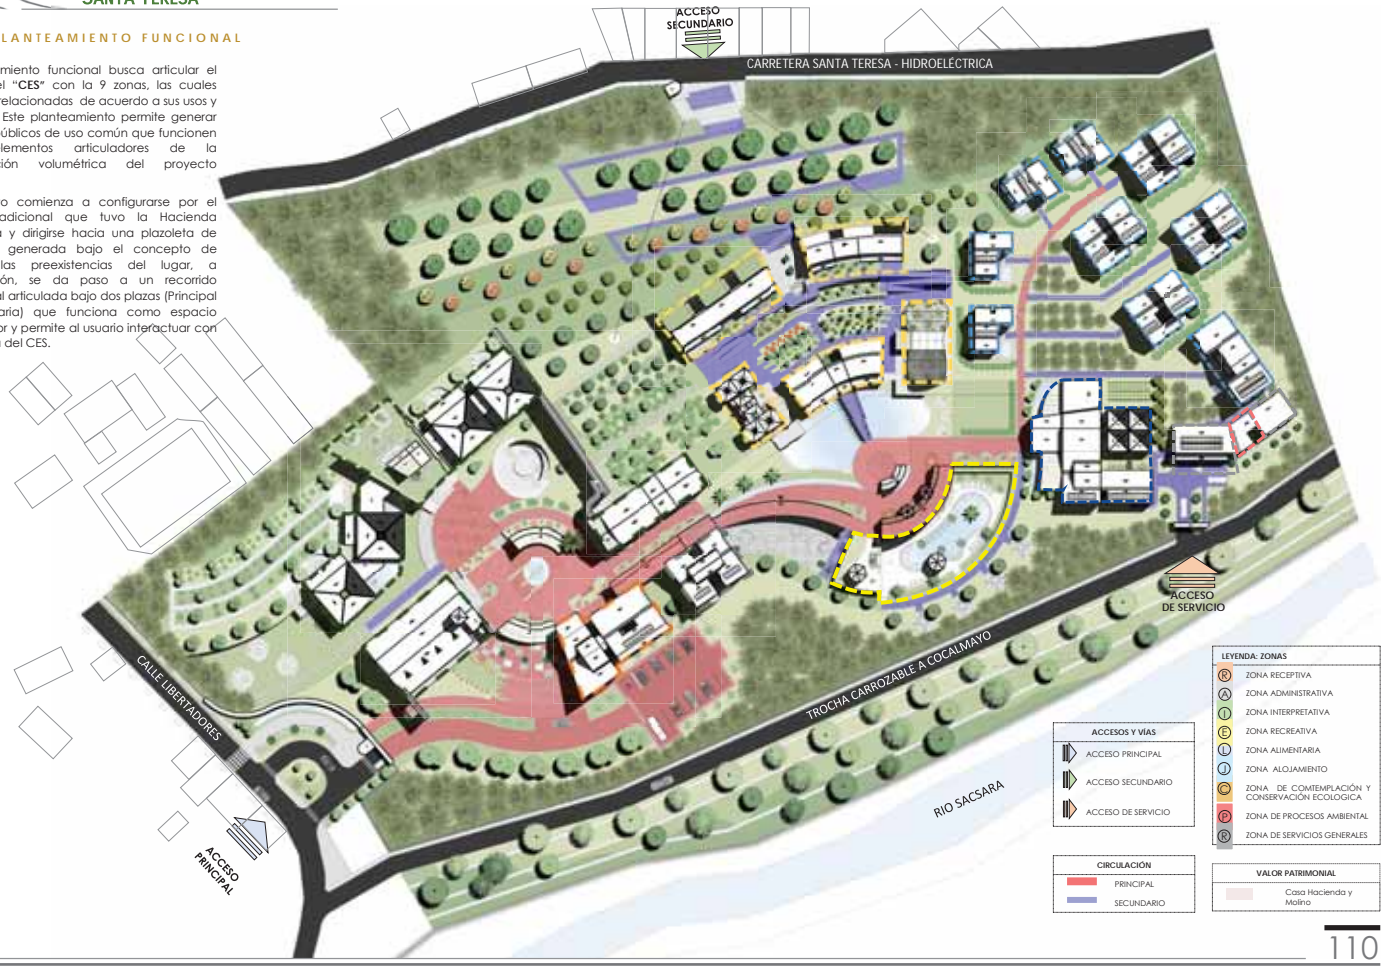 SANTA TERESA
LANTEAMIENTO FUNCIONAL
miento funcional busca articular el
el "CES" con la 9 zonas, las cuales
relacionadas de acuerdo a sus usos y
Este planteamiento permite generar
úblicos de uso común que funcionen
elementos articuladores de la
ción volumétrica del proyecto
o comienza a configurarse por el
adicional que tuvo la Hacienda
a y dirigirse hacia una plazoleta de
generada bajo el concepto de
las preexistencias del lugar, a
ón, se da paso a un recorrido
al articulada bajo dos plazas (Principal
aria) que funciona como espacio
or y permite al usuario interactuar con
a del CES.
ACCESO
SECUNDARIO
CARRETERA SANTA TERESA - HIDROELÉCTRICA
CALLE LIBERTADORES
ACCESO
PRINCIPAL
TROCHA CARROZABLE A COCALMAYO
RIO SACSARA
ACCESO
DE SERVICIO
ACCESOS Y VÍAS
ACCESO PRINCIPAL
ACCESO SECUNDARIO
ACCESO DE SERVICIO
CIRCULACIÓN
PRINCIPAL
SECUNDARIO
LEYENDA: ZONAS
R ZONA RECEPTIVA
A ZONA ADMINISTRATIVA
I ZONA INTERPRETATIVA
E ZONA RECREATIVA
L ZONA ALIMENTARIA
J ZONA ALOJAMIENTO
C ZONA DE COMTEMPLACIÓN Y
CONSERVACIÓN ECOLOGICA
P ZONA DE PROCESOS AMBIENTAL
R ZONA DE SERVICIOS GENERALES
VALOR PATRIMONIAL
Casa Hacienda y
Molino
110